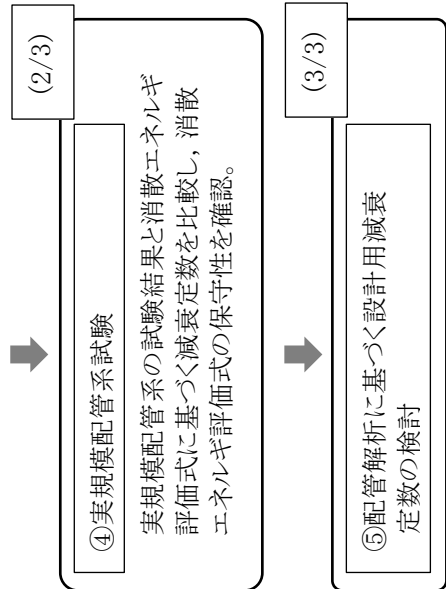 (2/3)
④実規模配管系試験
実規模配管系の試験結果と消散エネルギ
評価式に基づく減衰定数を比較し，消散
エネルギ評価式の保守性を確認。
(3/3)
⑤配管解析に基づく設計用減衰
定数の検討